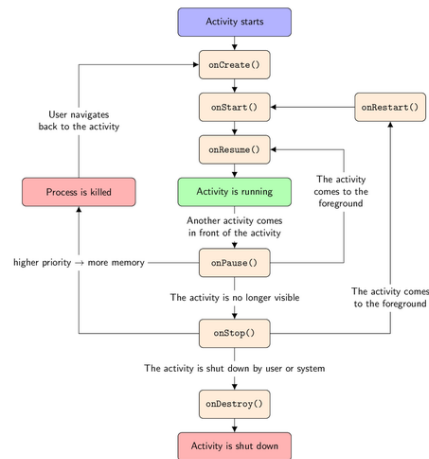 Activity starts
onCreate()
onStart()
onRestart()
User navigates
back to the activity
onResume()
The activity
comes to the
foreground
Process is killed
Activity is running
Another activity comes
in front of the activity
higher priority → more memory
onPause()
The activity is no longer visible
The activity comes
to the foreground
onStop()
The activity is shut down by user or system
onDestroy()
Activity is shut down